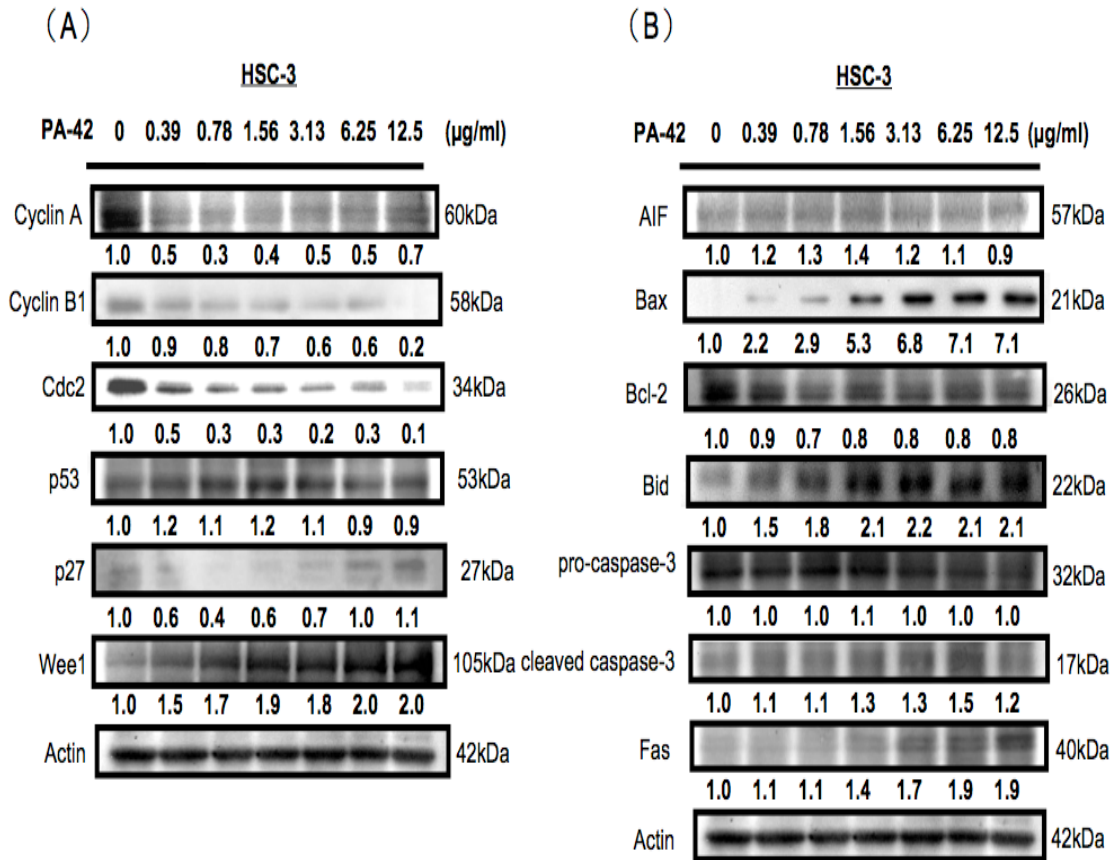 (A)
HSC-3
PA-42 0 0.39 0.78 1.56 3.13 6.25 12.5 (µg/ml)
Cyclin A 60kDa
1.0 0.5 0.3 0.4 0.5 0.5 0.7
Cyclin B1 58kDa
1.0 0.9 0.8 0.7 0.6 0.6 0.2
Cdc2 34kDa
1.0 0.5 0.3 0.3 0.2 0.3 0.1
p53 53kDa
1.0 1.2 1.1 1.2 1.1 0.9 0.9
p27 27kDa
1.0 0.6 0.4 0.6 0.7 1.0 1.1
Wee1 105kDa
1.0 1.5 1.7 1.9 1.8 2.0 2.0
Actin 42kDa
(B)
HSC-3
PA-42 0 0.39 0.78 1.56 3.13 6.25 12.5 (µg/ml)
AIF 57kDa
1.0 1.2 1.3 1.4 1.2 1.1 0.9
Bax 21kDa
1.0 2.2 2.9 5.3 6.8 7.1 7.1
Bcl-2 26kDa
1.0 0.9 0.7 0.8 0.8 0.8 0.8
Bid 22kDa
1.0 1.5 1.8 2.1 2.2 2.1 2.1
pro-caspase-3 32kDa
1.0 1.0 1.0 1.1 1.0 1.0 1.0
cleaved caspase-3 17kDa
1.0 1.1 1.1 1.3 1.3 1.5 1.2
Fas 40kDa
1.0 1.1 1.1 1.4 1.7 1.9 1.9
Actin 42kDa